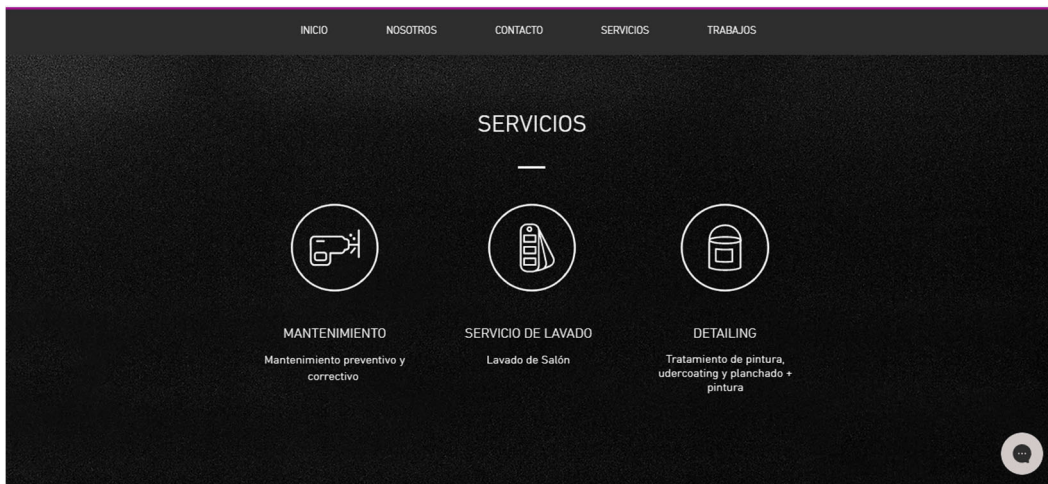 INICIO NOSOTROS CONTACTO SERVICIOS TRABAJOS
SERVICIOS
MANTENIMIENTO
Mantenimiento preventivo y
correctivo
SERVICIO DE LAVADO
Lavado de Salón
DETAILING
Tratamiento de pintura,
udercoating y planchado +
pintura